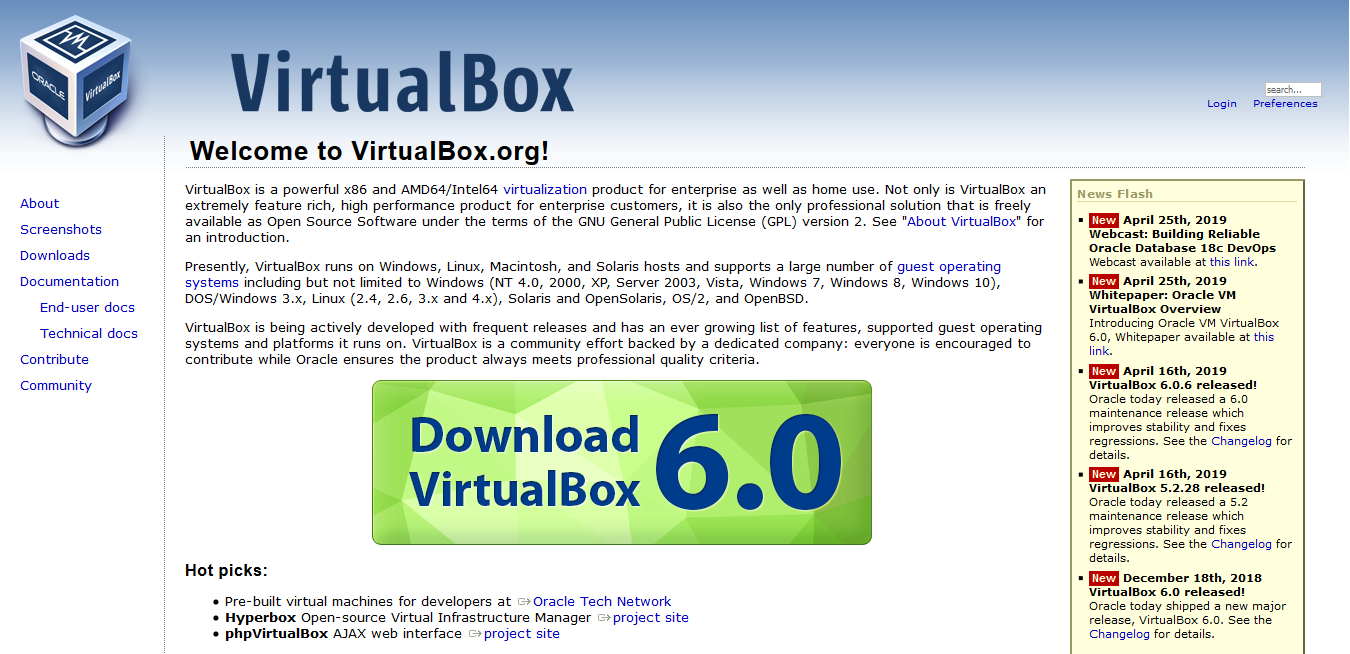 ORACLE
VirtualBox
VirtualBox
search...
Login Preferences
Welcome to VirtualBox.org!
About
Screenshots
Downloads
Documentation
End-user docs
Technical docs
Contribute
Community
VirtualBox is a powerful x86 and AMD64/Intel64 virtualization product for enterprise as well as home use. Not only is VirtualBox an
extremely feature rich, high performance product for enterprise customers, it is also the only professional solution that is freely
available as Open Source Software under the terms of the GNU General Public License (GPL) version 2. See "About VirtualBox" for
an introduction.
Presently, VirtualBox runs on Windows, Linux, Macintosh, and Solaris hosts and supports a large number of guest operating
systems including but not limited to Windows (NT 4.0, 2000, XP, Server 2003, Vista, Windows 7, Windows 8, Windows 10),
DOS/Windows 3.x, Linux (2.4, 2.6, 3.x and 4.x), Solaris and OpenSolaris, OS/2, and OpenBSD.
VirtualBox is being actively developed with frequent releases and has an ever growing list of features, supported guest operating
systems and platforms it runs on. VirtualBox is a community effort backed by a dedicated company: everyone is encouraged to
contribute while Oracle ensures the product always meets professional quality criteria.
Download
VirtualBox
6.0
Hot picks:
Pre-built virtual machines for developers at Oracle Tech Network
Hyperbox Open-source Virtual Infrastructure Manager project site
phpVirtualBox AJAX web interface project site
News Flash
New April 25th, 2019
Webcast: Building Reliable
Oracle Database 18c DevOps
Webcast available at this link.
New April 25th, 2019
Whitepaper: Oracle VM
VirtualBox Overview
Introducing Oracle VM VirtualBox
6.0, Whitepaper available at this
link.
New April 16th, 2019
VirtualBox 6.0.6 released!
Oracle today released a 6.0
maintenance release which
improves stability and fixes
regressions. See the Changelog for
details.
New April 16th, 2019
VirtualBox 5.2.28 released!
Oracle today released a 5.2
maintenance release which
improves stability and fixes
regressions. See the Changelog for
details.
New December 18th, 2018
VirtualBox 6.0 released!
Oracle today shipped a new major
release, VirtualBox 6.0. See the
Changelog for details.